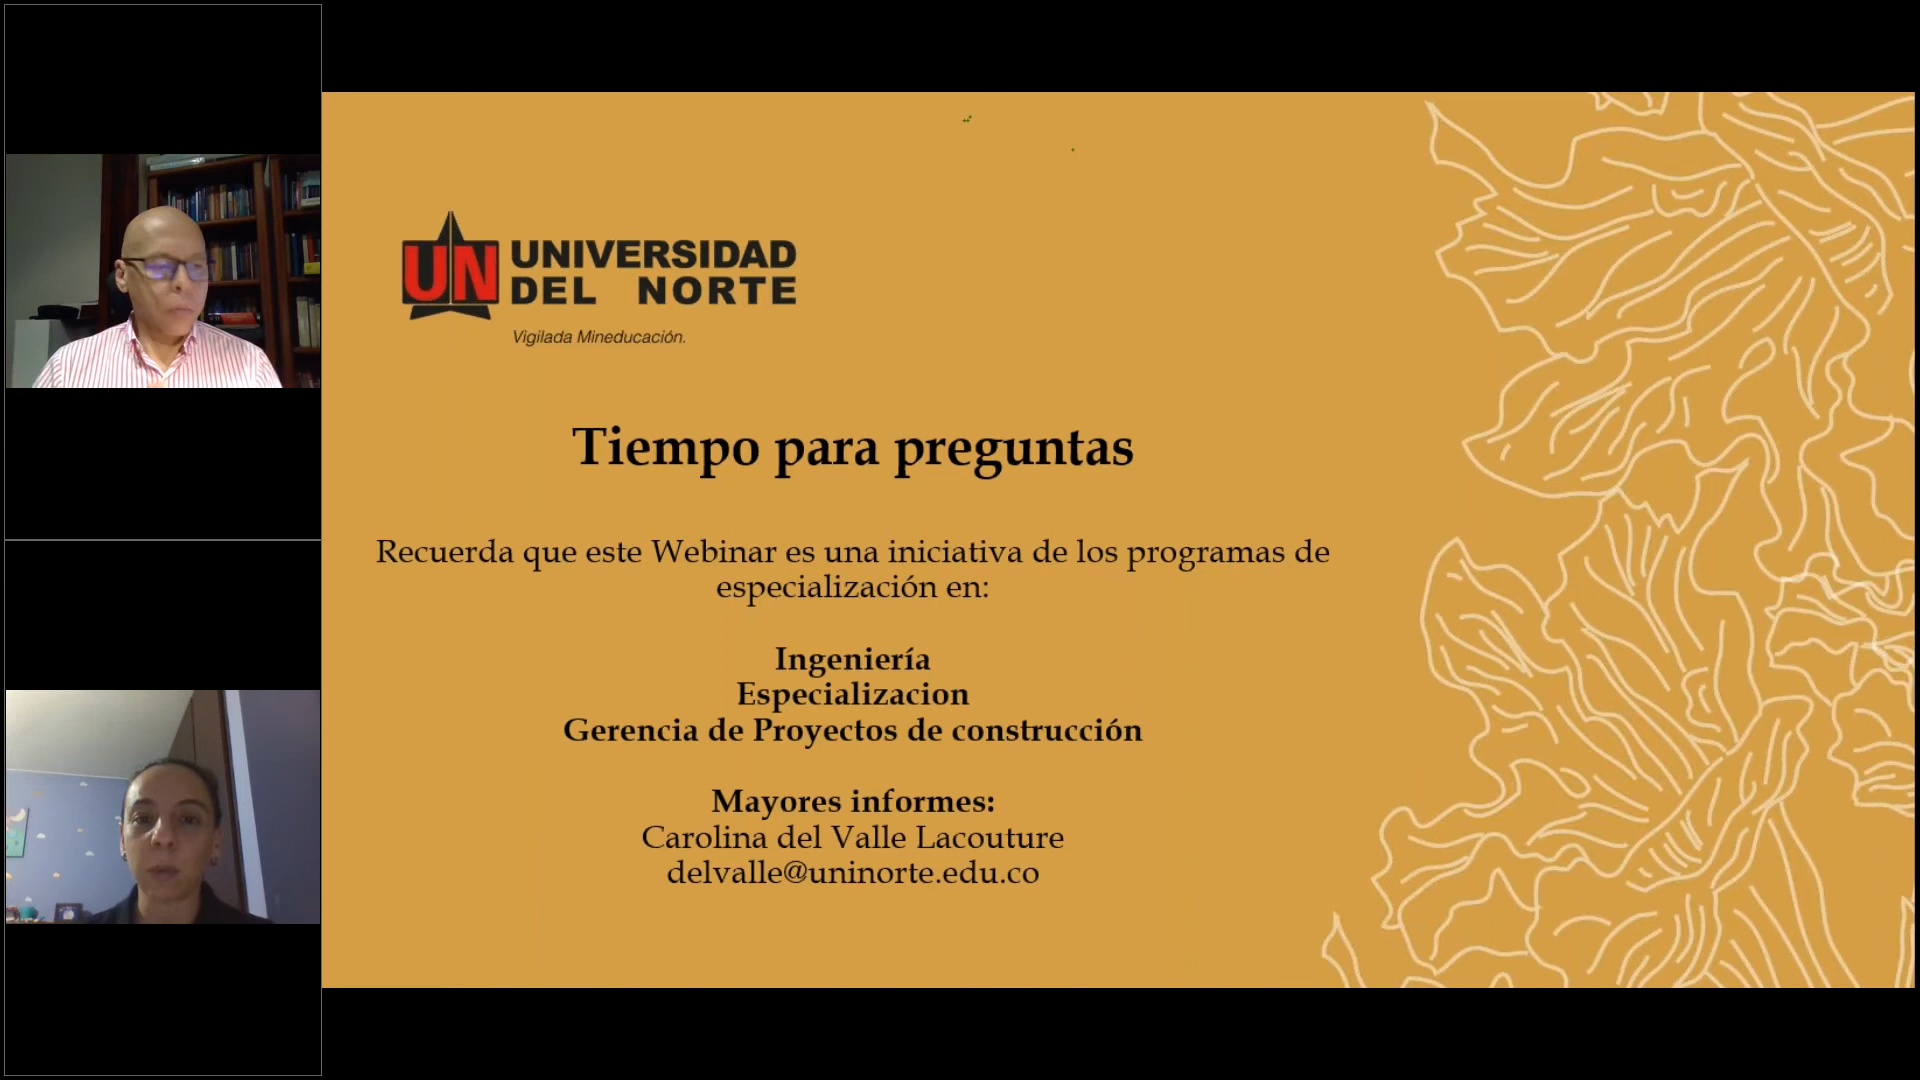 UN UNIVERSIDAD
DEL NORTE
Vigilada Mineducación.
Tiempo para preguntas
Recuerda que este Webinar es una iniciativa de los programas de
especialización en:
Ingeniería
Especializacion
Gerencia de Proyectos de construcción
Mayores informes:
Carolina del Valle Lacouture
delvalle@uninorte.edu.co